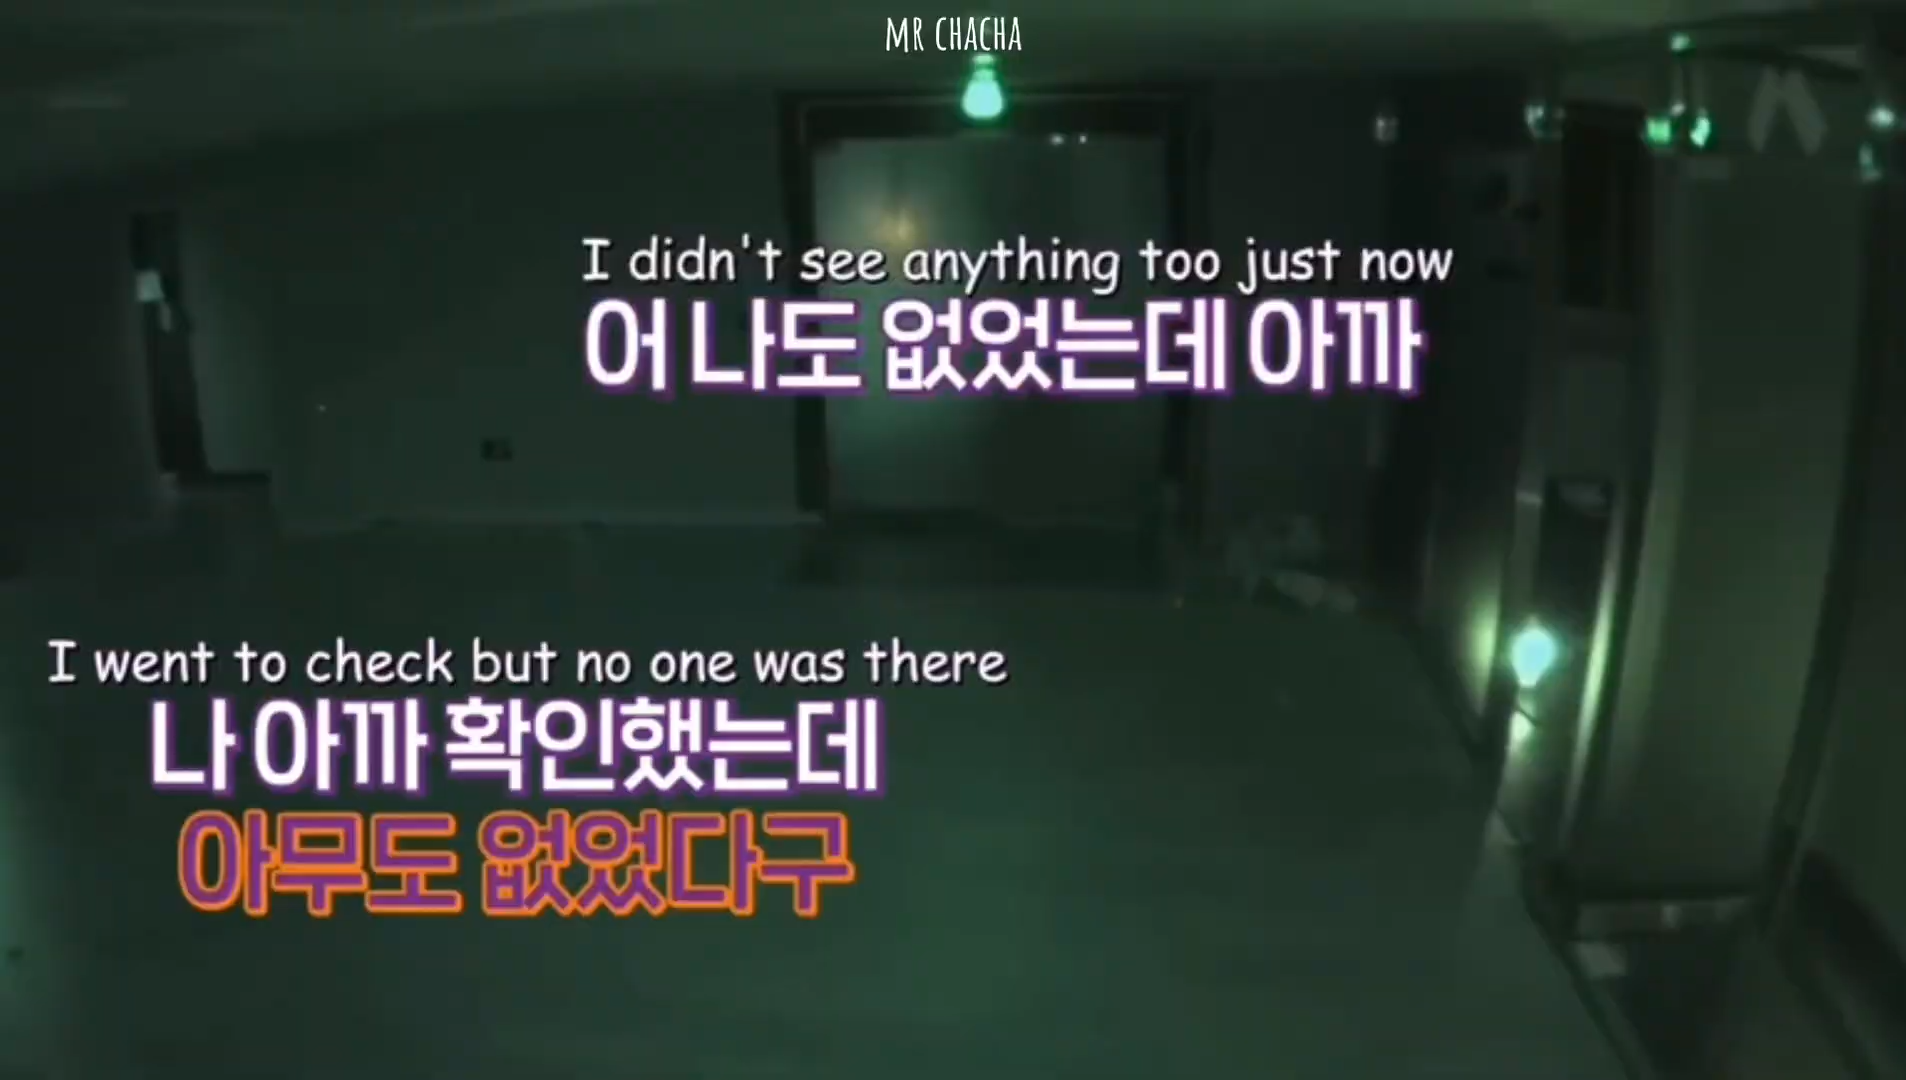 MR CHACHA
I didn't see anything too just now
어 나도 없었는데 아까
I went to check but no one was there
나 아까 확인했는데
아무도 없었다구